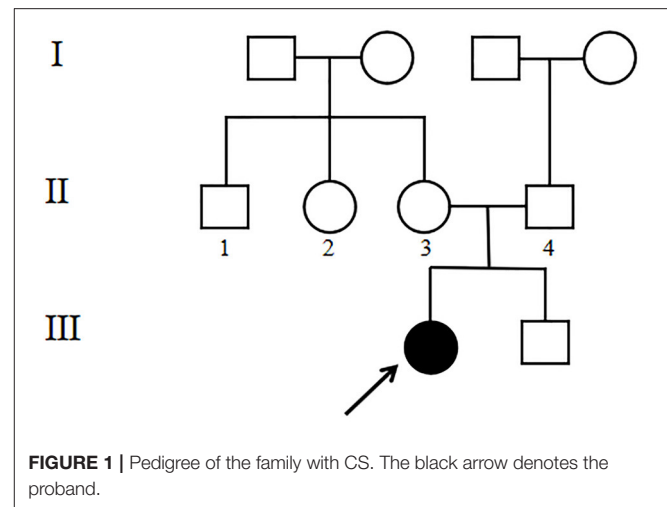 I
II
1 2 3 4
III
FIGURE 1 | Pedigree of the family with CS. The black arrow denotes the
proband.